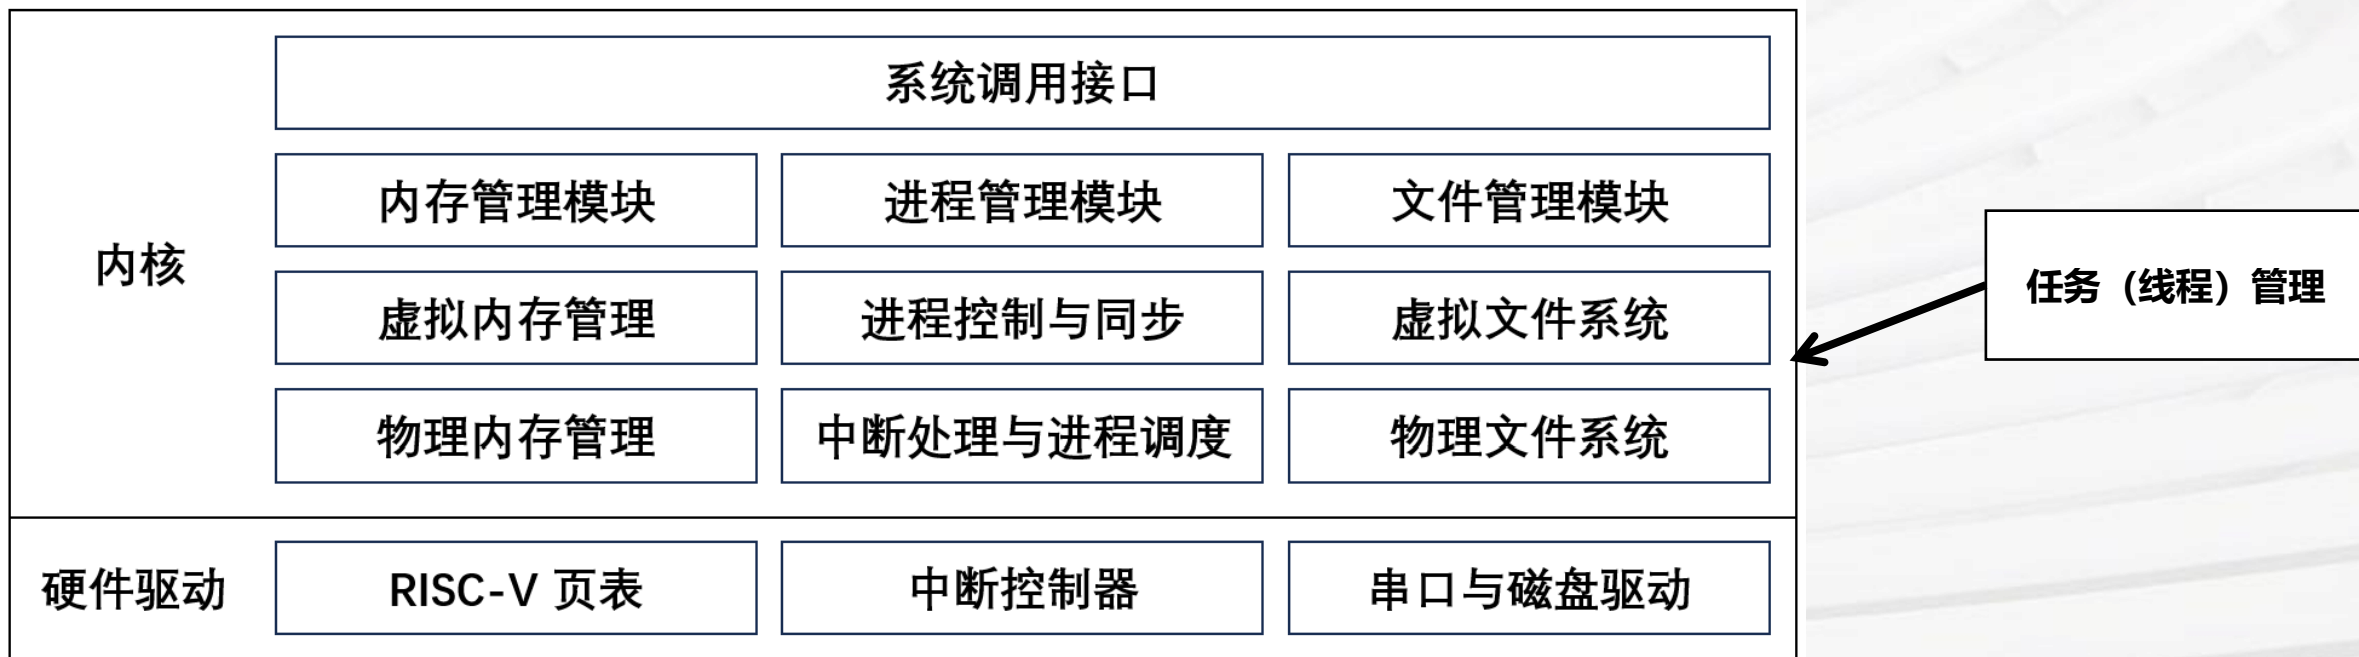 系统调用接口
内存管理模块
进程管理模块
文件管理模块
内核
虚拟内存管理
进程控制与同步
虚拟文件系统
任务（线程）管理
物理内存管理
中断处理与进程调度
物理文件系统
硬件驱动
RISC-V 页表
中断控制器
串口与磁盘驱动